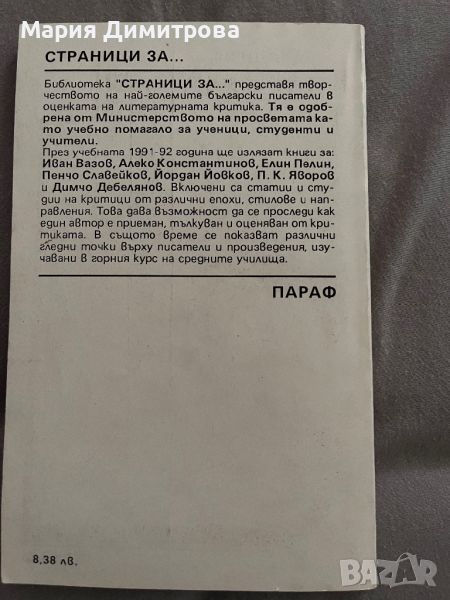 Мария Димитрова
СТРАНИЦИ ЗА...
Библиотека "СТРАНИЦИ ЗА..." представя твор-
чеството на най-големите български писатели в
оценката на литературната критика. Тя е одоб-
рена от Министерството на просветата ка-
то учебно помагало за ученици, студенти и
учители.
През учебната 1991-92 година ще излязат книги за:
Иван Вазов, Алеко Константинов, Елин Пелин,
Пенчо Славейков, Йордан Йовков, П. К. Яворов
и Димчо Дебелянов. Включени са статии и сту-
дии на критици от различни епохи, стилове и на-
правления. Това дава възможност да се проследи как
един автор е приеман, тълкуван и оценяван от кри-
тиката. В същото време се показват различни
гледни точки върху писатели и произведения, изу-
чавани в горния курс на средните училища.
ПАРАФ
8,38 лв.
BAZAR